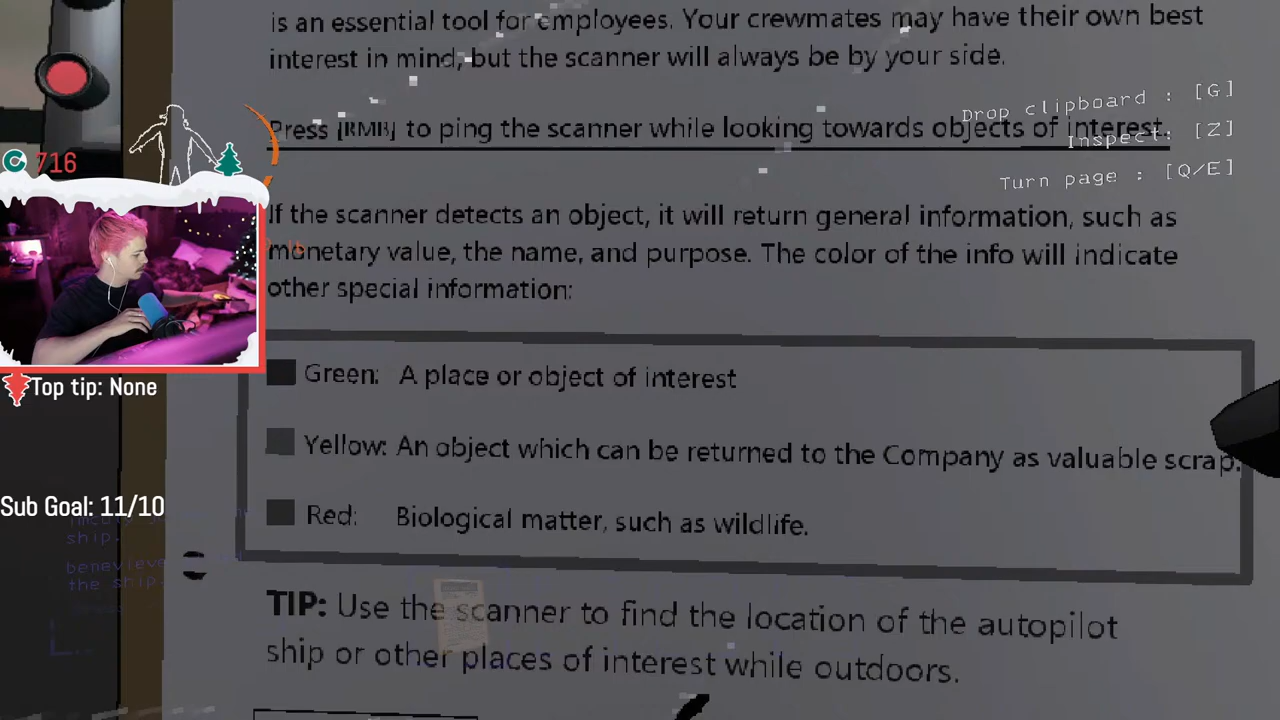 is an essential tool for employees. Your crewmates may have their own best
interest in mind, but the scanner will always be by your side.
Drop clipboard : [G]
Press [RMB] to ping the scanner while looking towards objects of interest.
Inspect: [Z]
716
Turn page : [Q/E]
If the scanner detects an object, it will return general information, such as
monetary value, the name, and purpose. The color of the info will indicate
other special information:
Green: A place or object of interest
Top tip: None
Yellow: An object which can be returned to the Company as valuable scrap.
Sub Goal: 11/10
Red: Biological matter, such as wildlife.
ship.
the ship.
TIP: Use the scanner to find the location of the autopilot
ship or other places of interest while outdoors.